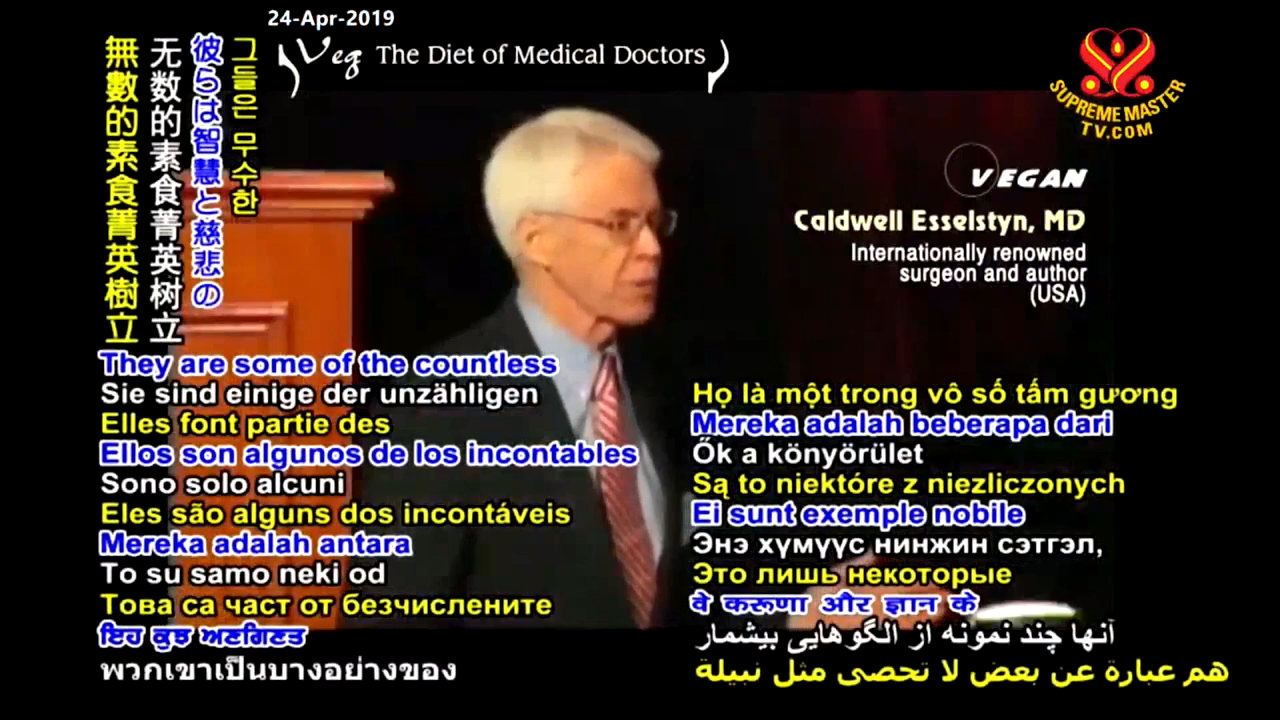 24-Apr-2019
Veg The Diet of Medical Doctors
SUPREME MASTER
TV.COM
VEGAN
Caldwell Esselstyn, MD
Internationally renowned
surgeon and author
(USA)
그들은 무수한
彼らは智慧と慈悲の
无数的素食菁英树立
無數的素食菁英樹立
They are some of the countless
Sie sind einige der unzähligen
Elles font partie des
Ellos son algunos de los incontables
Sono solo alcuni
Eles são alguns dos incontáveis
Mereka adalah antara
To su samo neki od
Това са част от безчислените
ਇਹ ਕੁਝ ਅਣਗਿਣਤ
พวกเขาเป็นบางอย่างของ
Họ là một trong vô số tấm gương
Mereka adalah beberapa dari
Ők a könyörület
Są to niektóre z niezliczonych
Ei sunt exemple nobile
Энэ хүмүүс нинжин сэтгэл,
Это лишь некоторые
वे करूणा और ज्ञान के
آنها چند نمونه از الگوهایی بیشمار
هم عبارة عن بعض لا تحصى مثل نبيلة